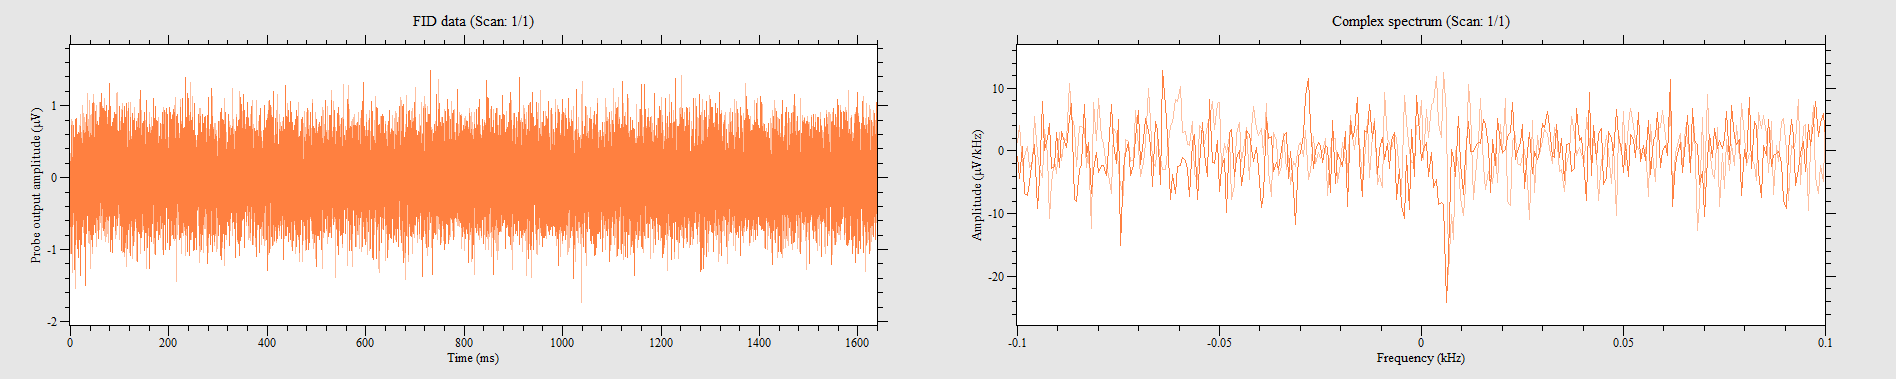 FID data (Scan: 1/1)
Probe output amplitude (μV)
1
0
-1
-2
0 200 400 600 800 1000 1200 1400 1600
Time (ms)
Complex spectrum (Scan: 1/1)
Amplitude (μV/kHz)
10
0
-10
-20
-0.1 -0.05 0 0.05 0.1
Frequency (kHz)